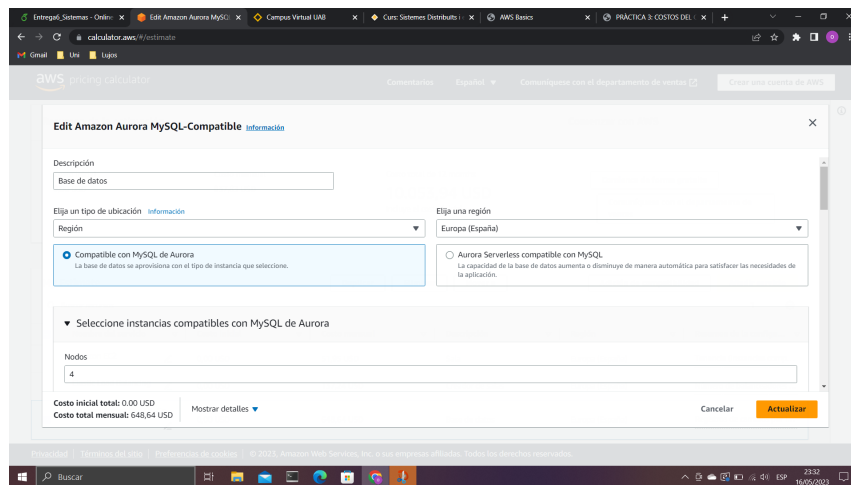 Entrega6_Sistemas - Online
Edit Amazon Aurora MySQL
Campus Virtual UAB
Curs: Sistemes Distribuïts i
AWS Basics
PRÀCTICA 3: COSTOS DEL
calculator.aws/#/estimate
Gmail
Uni
Lujos
aws pricing calculator
Comentarios
Español
Comuníquese con el departamento de ventas
Crear una cuenta de AWS
Edit Amazon Aurora MySQL-Compatible Información
Descripción
Base de datos
Elija un tipo de ubicación Información
Región
Elija una región
Europa (España)
Compatible con MySQL de Aurora
La base de datos se aprovisiona con el tipo de instancia que seleccione.
Aurora Serverless compatible con MySQL
La capacidad de la base de datos aumenta o disminuye de manera automática para satisfacer las necesidades de
la aplicación.
Seleccione instancias compatibles con MySQL de Aurora
Nodos
4
Costo inicial total: 0.00 USD
Costo total mensual: 648,64 USD
Mostrar detalles
Cancelar
Actualizar
Privacidad | Términos del sitio | Preferencias de cookies | © 2023, Amazon Web Services, Inc. o sus empresas afiliadas. Todos los derechos reservados.
Buscar
ESP
23:32
16/05/2023